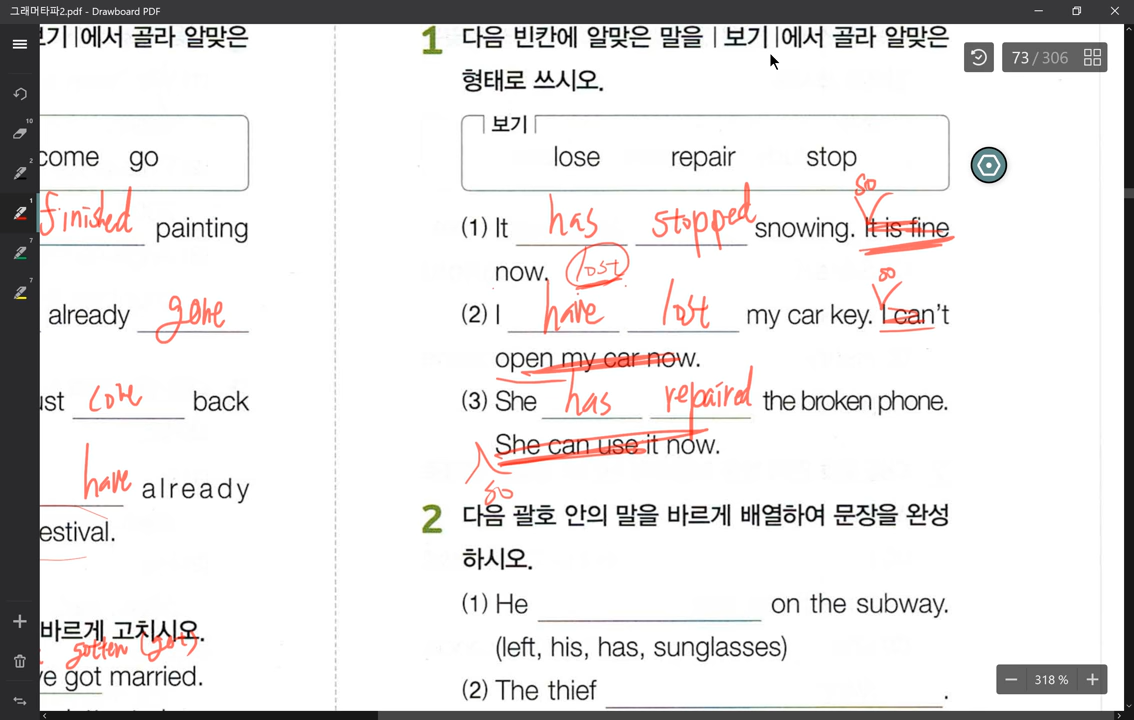 그래머타파2.pdf - Drawboard PDF
73 / 306
보기 |에서 골라 알맞은
come go
finished painting
already gone
ust come back
have already
estival.
바르게 고치시오.
gotten (got)
ve got married.
1 다음 빈칸에 알맞은 말을 | 보기 |에서 골라 알맞은
형태로 쓰시오.
보기
lose repair stop
so
(1) It has stopped snowing. It is fine
now. lost
so
(2) I have lost my car key. I can't
open my car now.
(3) She has repaired the broken phone.
She can use it now.
so
2 다음 괄호 안의 말을 바르게 배열하여 문장을 완성
하시오.
(1) He on the subway.
(left, his, has, sunglasses)
(2) The thief .
318 %
10
2
1
7
7